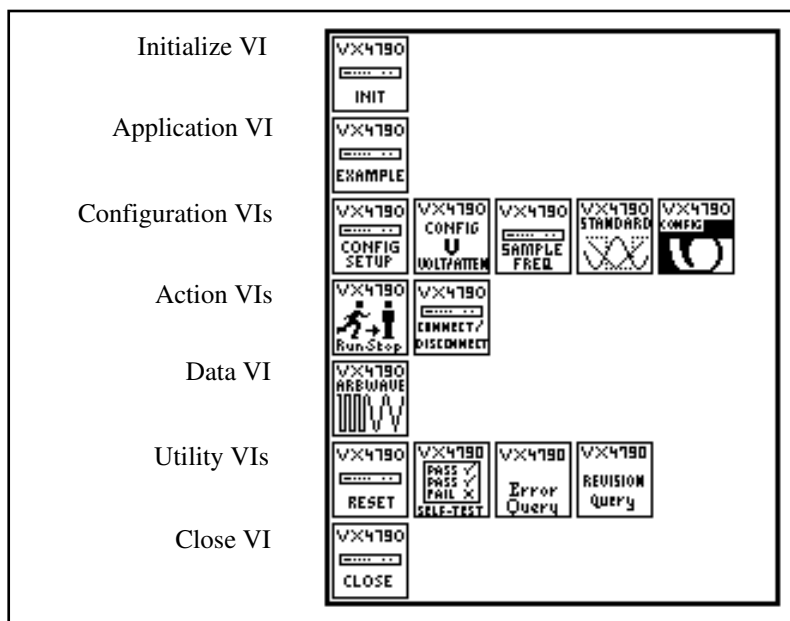 Initialize VI
VX4790
INIT
Application VI
VX4790
EXAMPLE
Configuration VIs
VX4790
CONFIG
SETUP
VX4790
CONFIG
V
VOLT/ATTEN
VX4790
SAMPLE
FREQ
VX4790
STANDARD
VX4790
CONFIG
Action VIs
VX4790
Run-Stop
VX4790
CONNECT/
DISCONNECT
Data VI
VX4790
ARBWAVE
Utility VIs
VX4790
RESET
VX4790
PASS ✓
PASS ✓
FAIL X
SELF-TEST
VX4790
Error
Query
VX4790
REVISION
Query
Close VI
VX4790
CLOSE